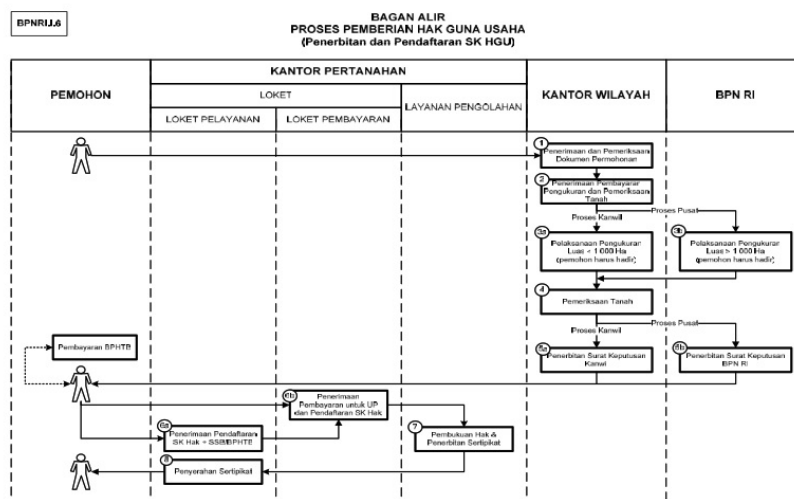 BPNRI.I.6
BAGAN ALIR
PROSES PEMBERIAN HAK GUNA USAHA
(Penerbitan dan Pendaftaran SK HGU)
PEMOHON
KANTOR PERTANAHAN
LOKET
LOKET PELAYANAN
LOKET PEMBAYARAN
LAYANAN PENGOLAHAN
KANTOR WILAYAH
BPN RI
1
Penerimaan dan Pemeriksaan
Dokumen Permohonan
2
Penerimaan Pembayaran
Pengukuran dan Pemeriksaan
Tanah
Proses Kanwil
Proses Pusat
3a
Pelaksanaan Pengukuran
Luas < 1 000 Ha
(pemohon harus hadir)
3b
Pelaksanaan Pengukuran
Luas > 1 000 Ha
(pemohon harus hadir)
4
Pemeriksaan Tanah
Proses Kanwil
Proses Pusat
5a
Penerbitan Surat Keputusan
Kanwil
Penerbitan Surat Keputusan
BPN RI
Pembayaran BPHTB
6b
Penerimaan
Pembayaran untuk UP
dan Pendaftaran SK Hak
6a
Penerimaan Pendaftaran
SK Hak + SSB/BPHTB
7
Pembukuan Hak &
Penerbitan Sertipikat
8
Penyerahan Sertipikat